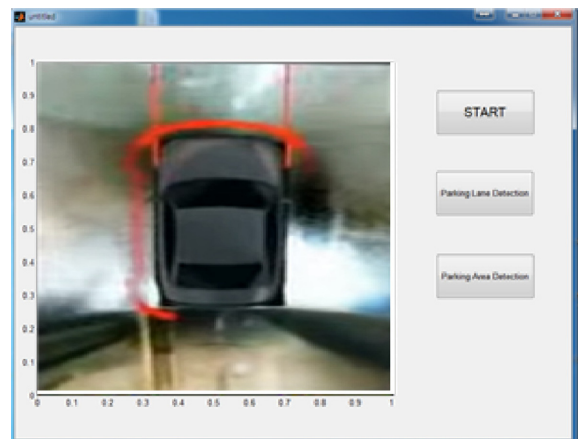 untitled
1
0.9
0.8
0.7
0.6
0.5
0.4
0.3
0.2
0.1
0
0 0.1 0.2 0.3 0.4 0.5 0.6 0.7 0.8 0.9 1
START
Parking Lane Detection
Parking Area Detection